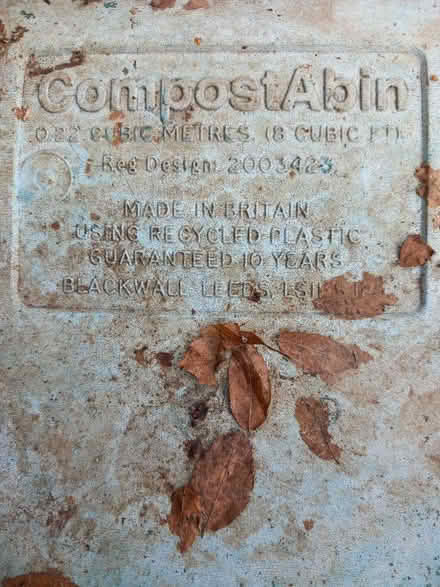 CompostAbin
0.22 CUBIC METRES. (8 CUBIC FT).
Reg Design: 2003423
MADE IN BRITAIN
USING RECYCLED PLASTIC
GUARANTEED 10 YEARS
BLACKWALL LEEDS,